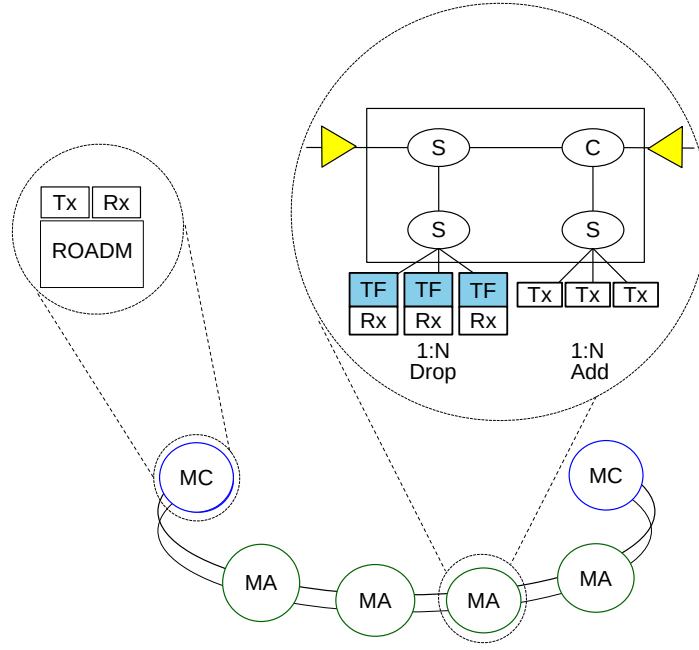 S
C
Tx Rx
S
S
ROADM
TF TF TF
Tx Tx Tx
Rx Rx Rx
1:N
Drop
1:N
Add
MC
MC
MA
MA
MA
MA